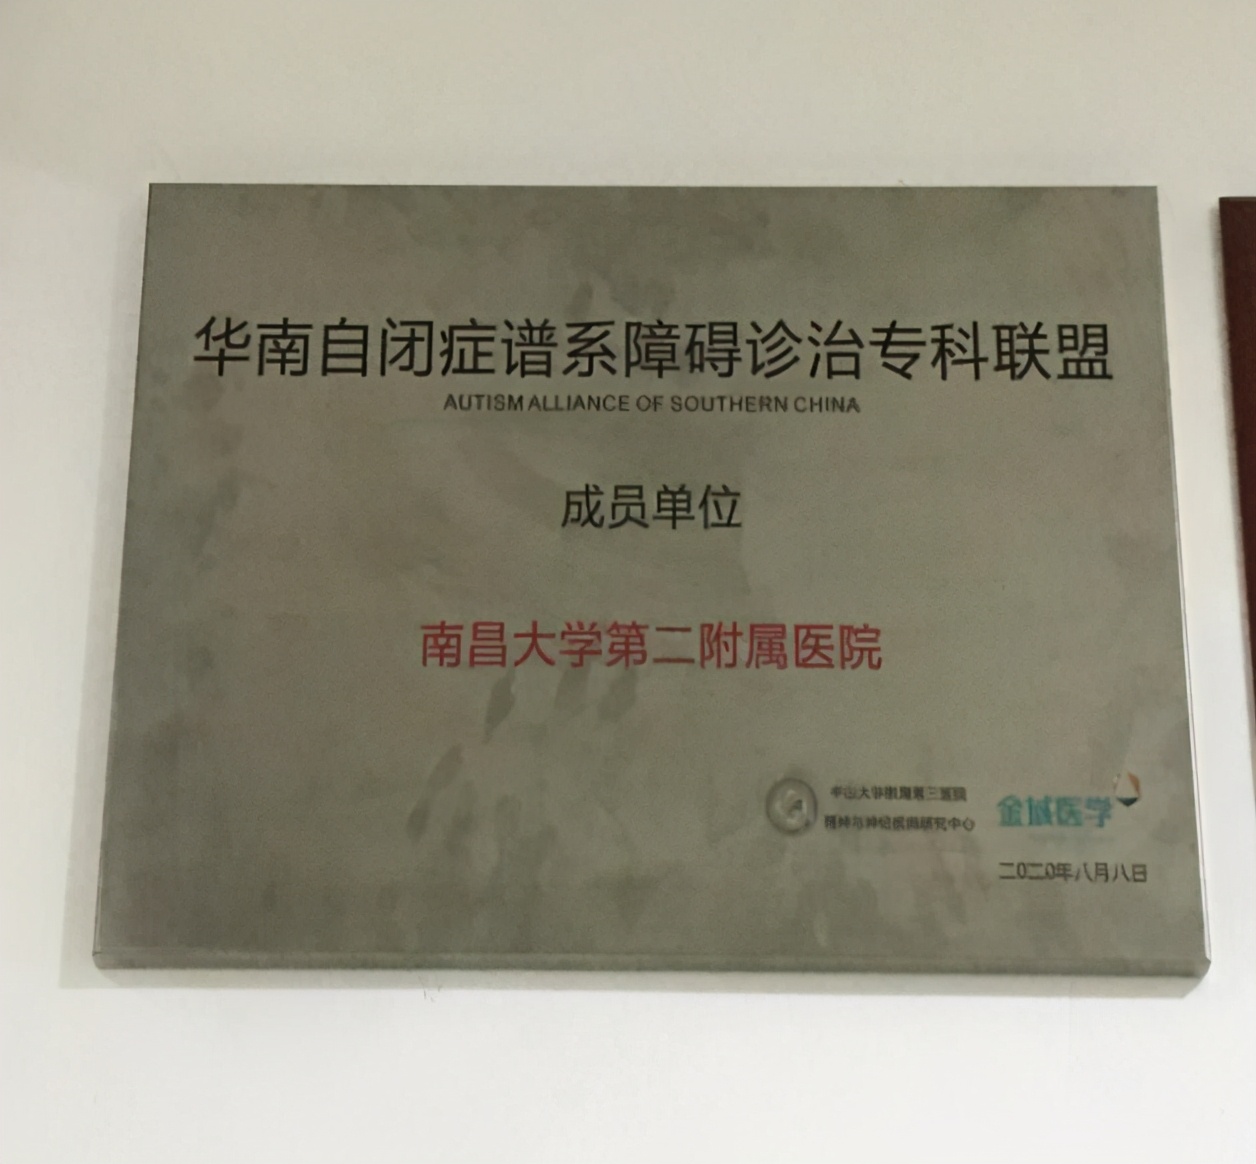 华南自闭症谱系障碍诊治专科联盟
AUTISM ALLIANCE OF SOUTHERN CHINA
成员单位
南昌大学第二附属医院
中山大学附属第三医院
精神与神经疾病研究中心
金域医学
二〇二〇年八月八日